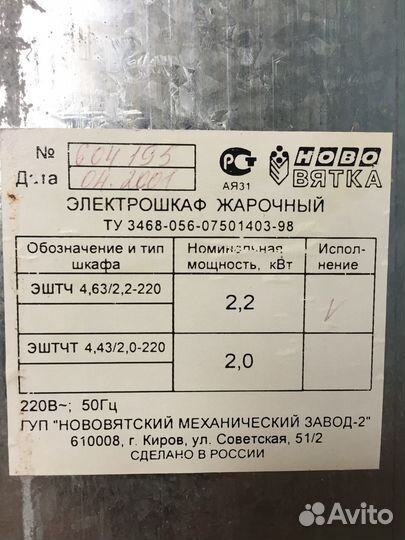 № 604195
Дата 04.2001
РСТ
АЯ31
НОВО
ВЯТКА
ЭЛЕКТРОШКАФ ЖАРОЧНЫЙ
ТУ 3468-056-07501403-98
Обозначение и тип шкафа
Номинальная мощность, кВт
Испол-
нение
ЭШТЧ 4,63/2,2-220
2,2
V
ЭШТЧТ 4,43/2,0-220
2,0
220В~; 50Гц
ГУП "НОВОВЯТСКИЙ МЕХАНИЧЕСКИЙ ЗАВОД-2"
610008, г. Киров, ул. Советская, 51/2
СДЕЛАНО В РОССИИ
Avito